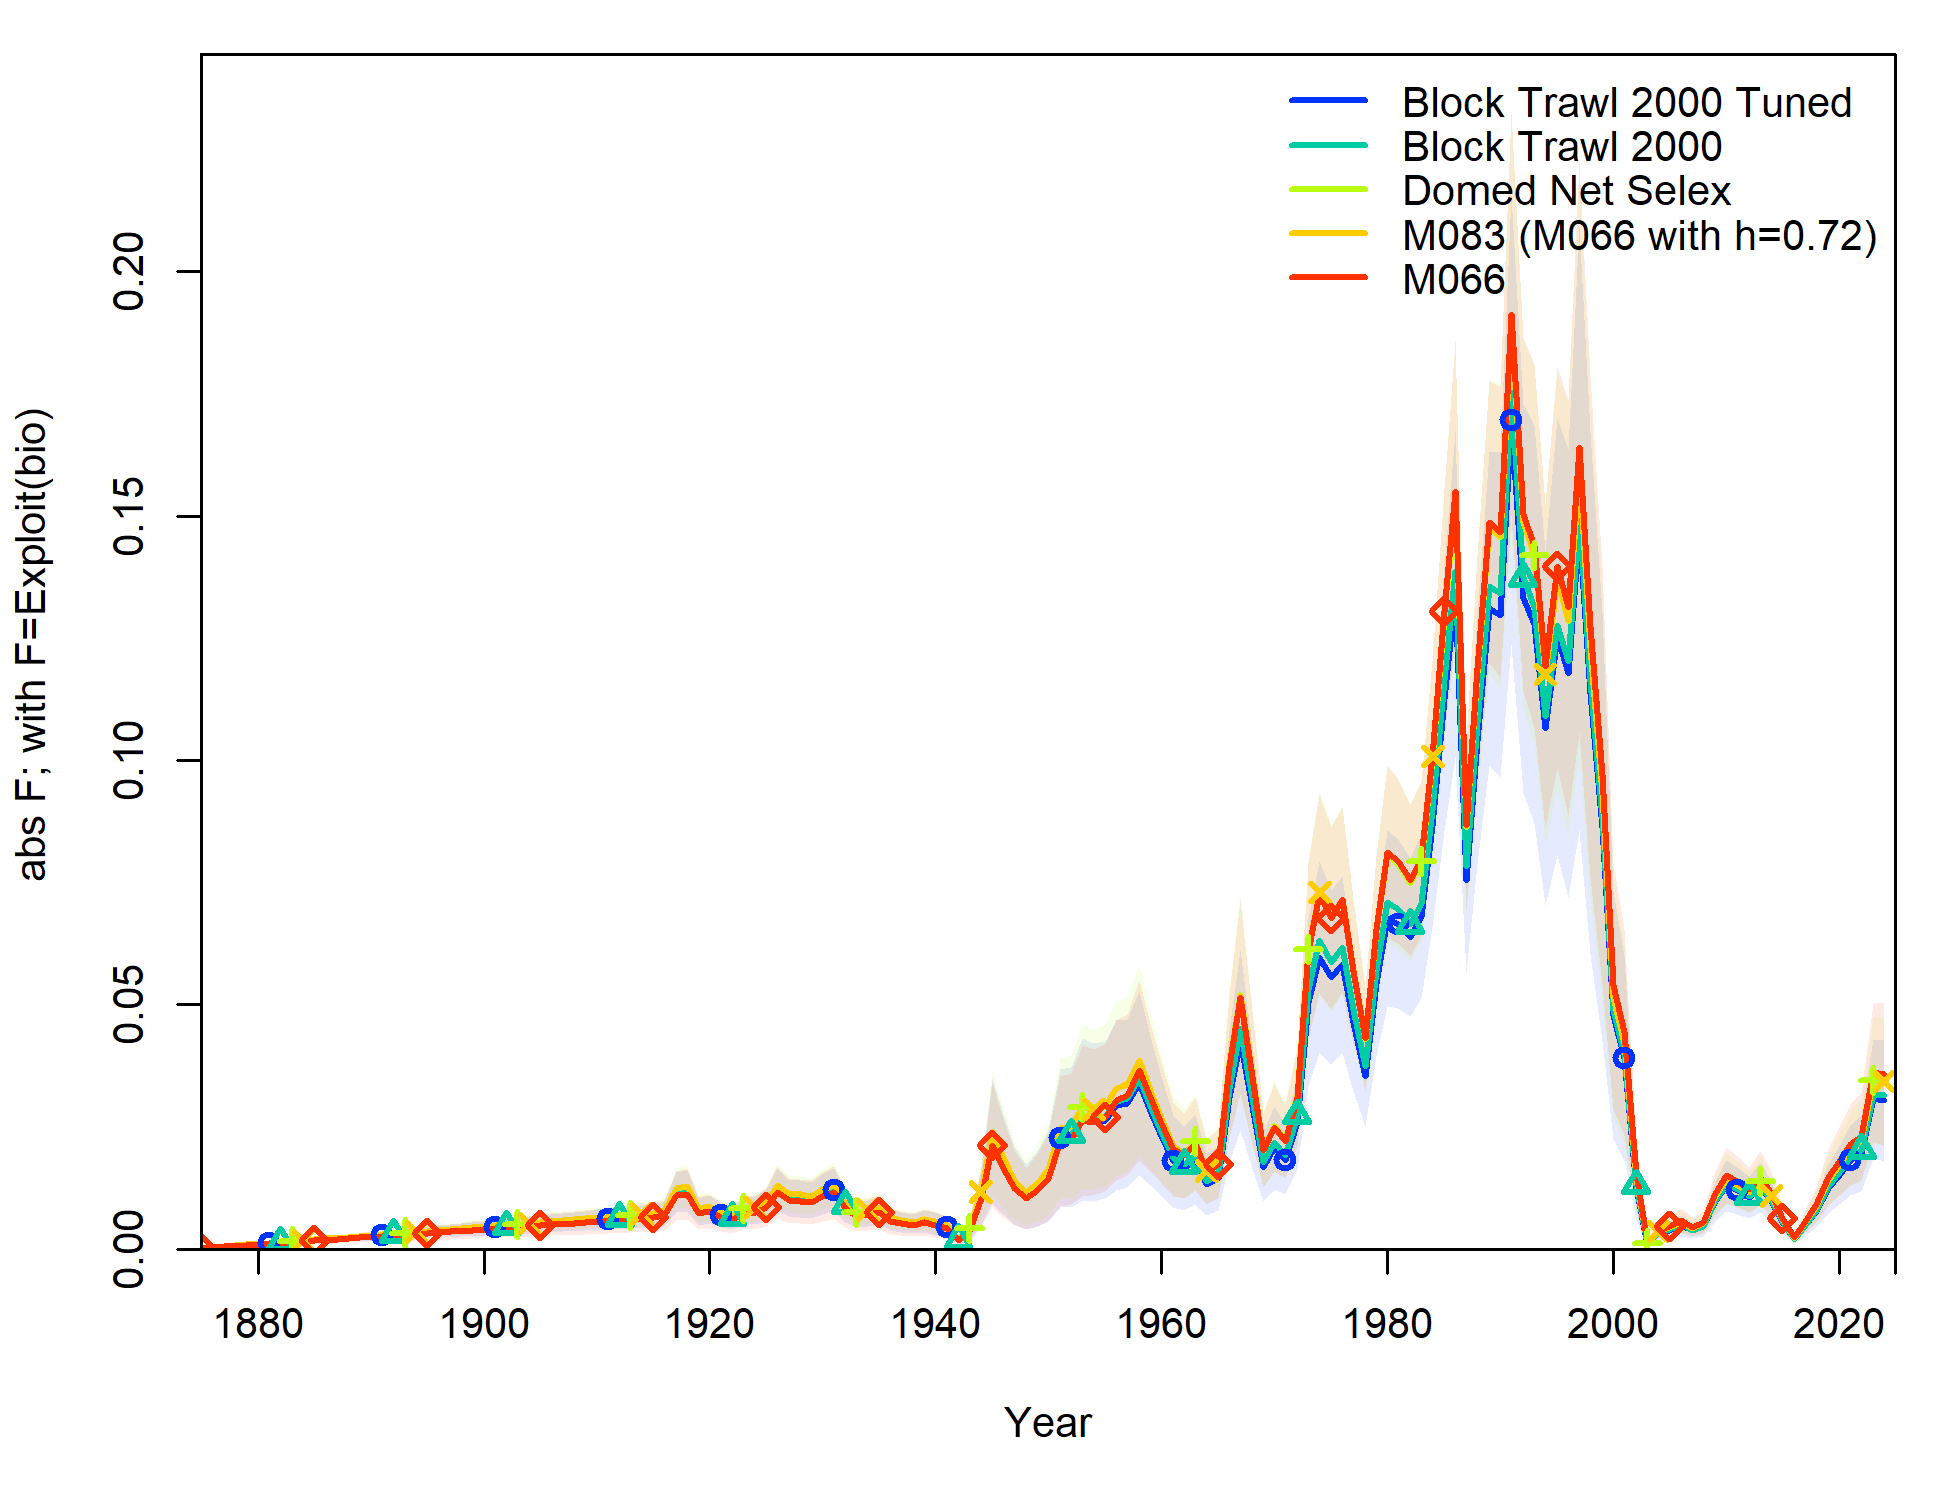 Block Trawl 2000 Tuned
Block Trawl 2000
Domed Net Selex
M083 (M066 with h=0.72)
M066
abs F; with F=Exploit(bio)
0.20
0.15
0.10
0.05
0.00
1880 1900 1920 1940 1960 1980 2000 2020
Year